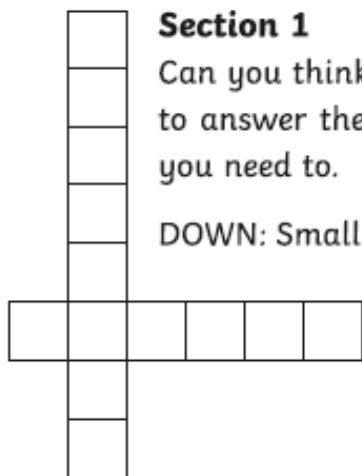 Section 1
Can you think
to answer the
you need to.
DOWN: Small